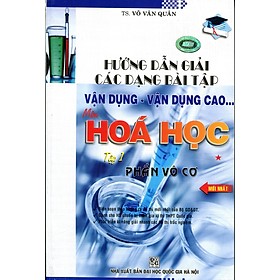 TS. VÕ VĂN QUÂN
HƯỚNG DẪN GIẢI
CÁC DẠNG BÀI TẬP
VẬN DỤNG - VẬN DỤNG CAO...
Môn
HOÁ HỌC
Tập 1
PHẦN VÔ CƠ
MỚI NHẤT
NHÀ XUẤT BẢN ĐẠI HỌC QUỐC GIA HÀ NỘI